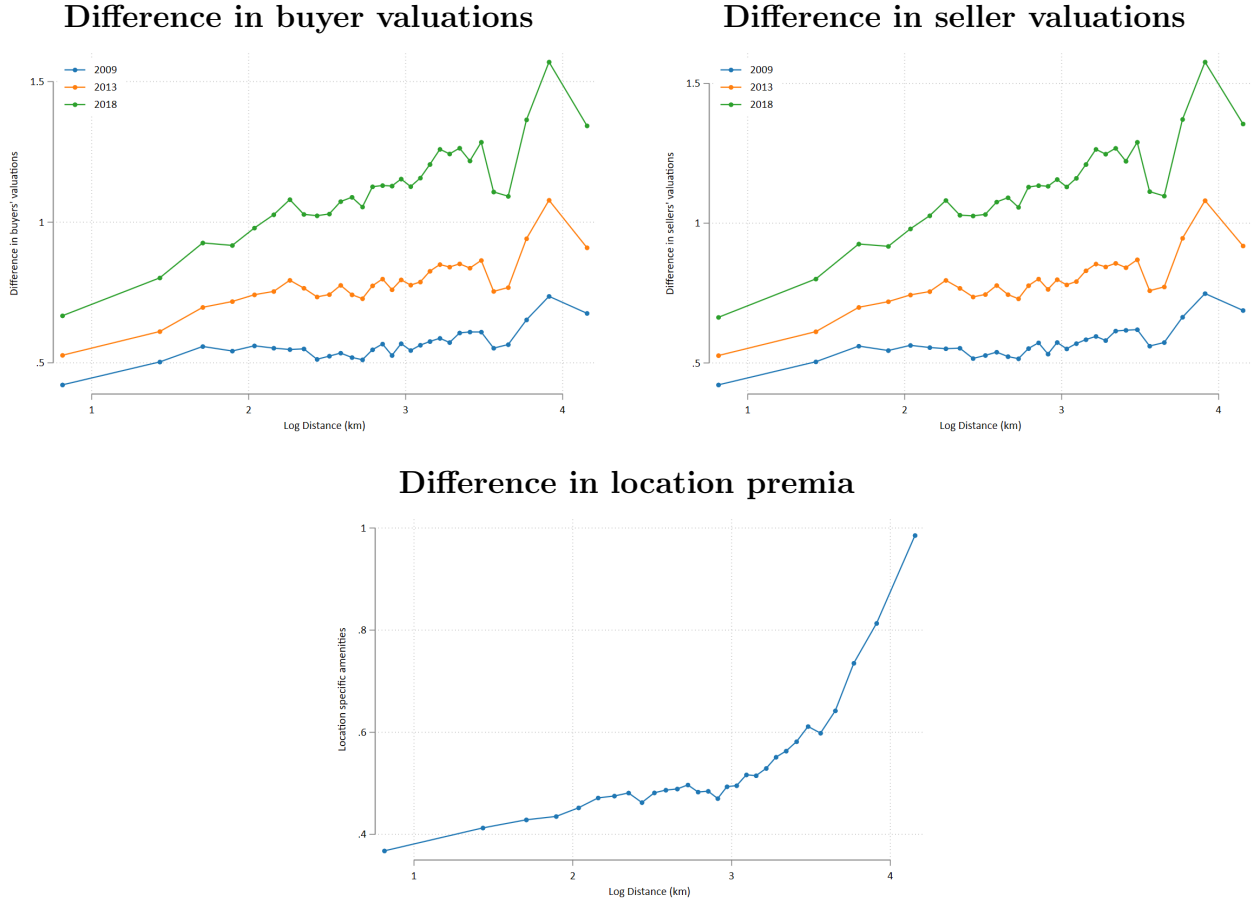 Difference in buyer valuations
2009
2013
2018
1.5
1
.5
Difference in buyers' valuations
1 2 3 4
Log Distance (km)
Difference in seller valuations
2009
2013
2018
1.5
1
.5
Difference in sellers' valuations
1 2 3 4
Log Distance (km)
Difference in location premia
1
.8
.6
.4
Location specific amenities
1 2 3 4
Log Distance (km)